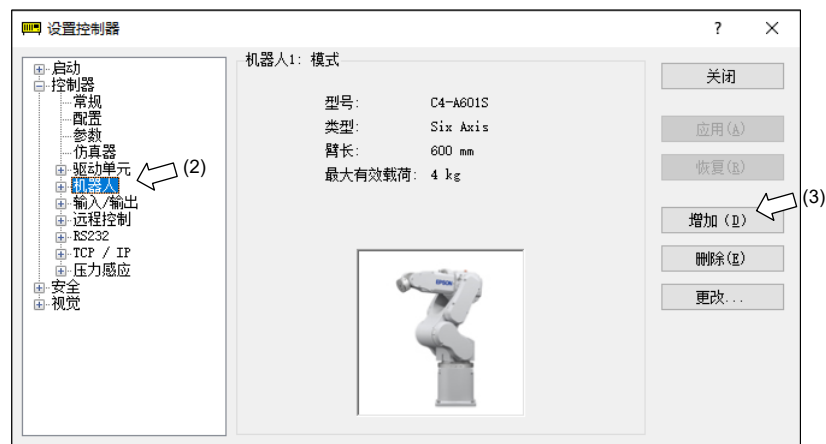 设置控制器
? ×
启动
控制器
常规
配置
参数
仿真器
驱动单元
机器人
输入/输出
远程控制
RS232
TCP / IP
压力感应
安全
视觉
(2)
机器人1: 模式
型号: C4-A601S
类型: Six Axis
臂长: 600 mm
最大有效载荷: 4 kg
EPSON
关闭
应用(A)
恢复(R)
增加 (D)
(3)
删除(E)
更改...